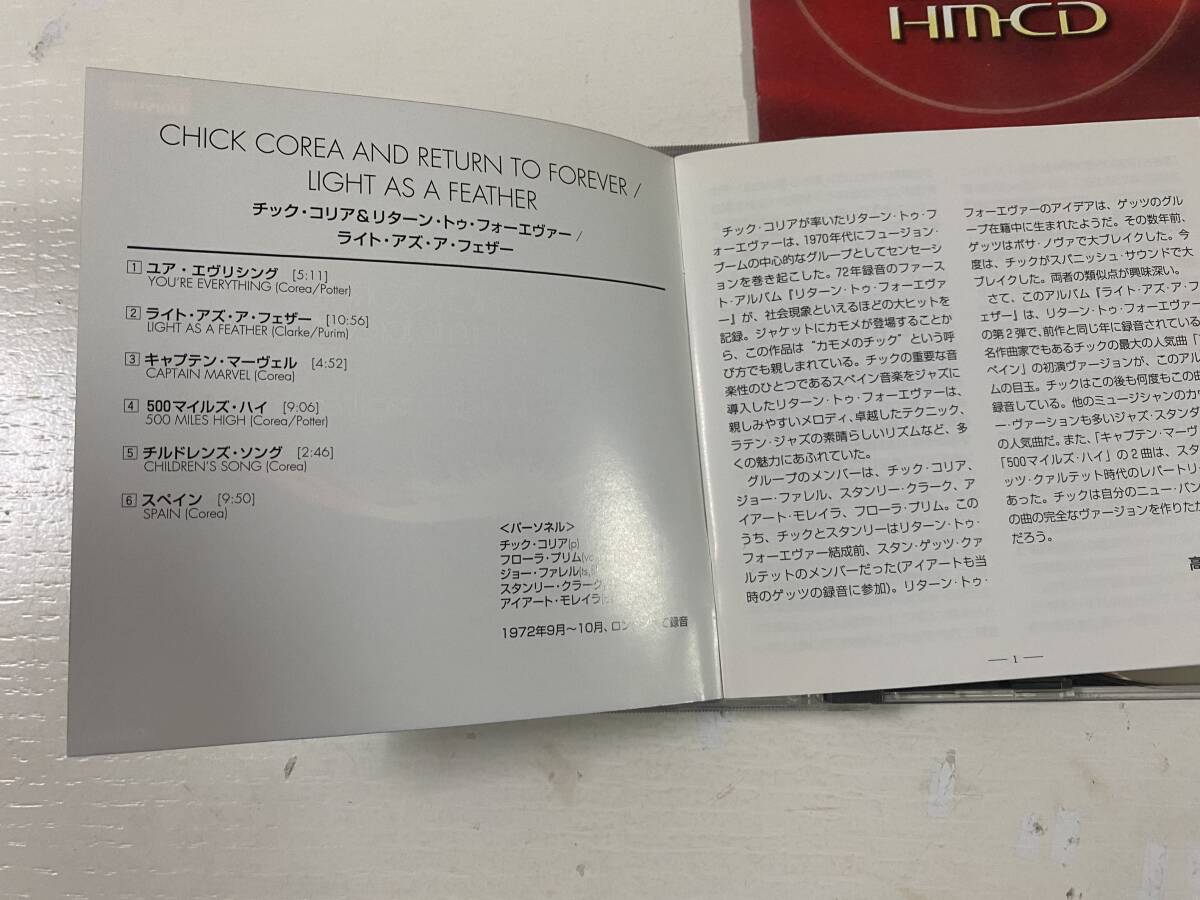 HM-CD
CHICK COREA AND RETURN TO FOREVER /
LIGHT AS A FEATHER
チック・コリア&リターン・トゥ・フォーエヴァー /
ライト・アズ・ア・フェザー
1 ユア・エヴリシング [5:11]
YOU'RE EVERYTHING (Corea/Potter)
2 ライト・アズ・ア・フェザー [10:56]
LIGHT AS A FEATHER (Clarke/Purim)
3 キャプテン・マーヴェル [4:52]
CAPTAIN MARVEL (Corea)
4 500マイルズ・ハイ [9:06]
500 MILES HIGH (Corea/Potter)
5 チルドレンズ・ソング [2:46]
CHILDREN'S SONG (Corea)
6 スペイン [9:50]
SPAIN (Corea)
<パーソネル>
チック・コリア(p)
フローラ・プリム
ジョー・ファレル
スタンリー・クラーク
アイアート・モレイラ
1972年9月〜10月、ロン て録音
チック・コリアが率いたリターン・トゥ・フ
ォーエヴァーは、1970年代にフュージョン・
ブームの中心的なグループとしてセンセーシ
ョンを巻き起こした。72年録音のファース
ト・アルバム『リターン・トゥ・フォーエヴァ
ー』が、社会現象といえるほどの大ヒットを
記録。ジャケットにカモメが登場することか
ら、この作品は“カモメのチック”という呼
び方でも親しまれている。チックの重要な音
楽性のひとつであるスペイン音楽をジャズに
導入したリターン・トゥ・フォーエヴァーは、
親しみやすいメロディ、卓越したテクニック、
ラテン・ジャズの素晴らしいリズムなど、多
くの魅力にあふれていた。
グループのメンバーは、チック・コリア、
ジョー・ファレル、スタンリー・クラーク、ア
イアート・モレイラ、フローラ・プリム。この
うち、チックとスタンリーはリターン・トゥ・
フォーエヴァー結成前、スタン・ゲッツ・クァ
ルテットのメンバーだった(アイアートも当
時のゲッツの録音に参加)。リターン・トゥ・
フォーエヴァーのアイデアは、ゲッツのグル
ープ在籍中に生まれたようだ。その数年前、
ゲッツはボサ・ノヴァで大ブレイクした。今
度は、チックがスパニッシュ・サウンドで大
ブレイクした。両者の類似点が興味深い。
さて、このアルバム『ライト・アズ・ア・フ
ェザー』は、リターン・トゥ・フォーエヴァー
の第2弾で、前作と同じ年に録音されている
名作曲家でもあるチックの最大の人気曲「
ペイン」の初演ヴァージョンが、このアル
ムの目玉。チックはこの後も何度もこの曲
録音している。他のミュージシャンのカヴ
ー・ヴァージョンも多いジャズ・スタンダ
の人気曲だ。また、「キャプテン・マーヴ
「500マイルズ・ハイ」の2曲は、スタ
ッツ・クァルテット時代のレパートリ
あった。チックは自分のニュー・バン
の曲の完全なヴァージョンを作りたか
だろう。
高
— 1 —